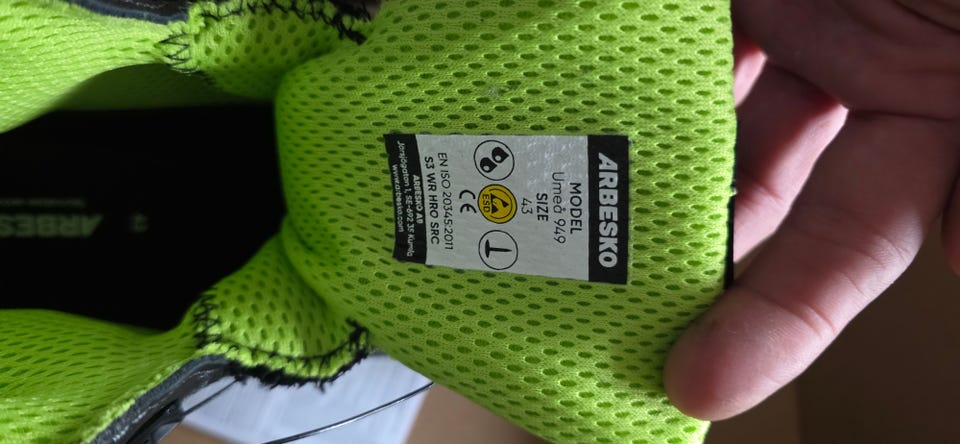 ARBESKO
MODEL
Umeå 949
SIZE
43
ESD
CE
EN ISO 20345:2011
S3 WR HRO SRC
ARBESKO AB
Järsjögatan 1, SE-692 35 Kumla
www.arbesko.com
ARBESKO